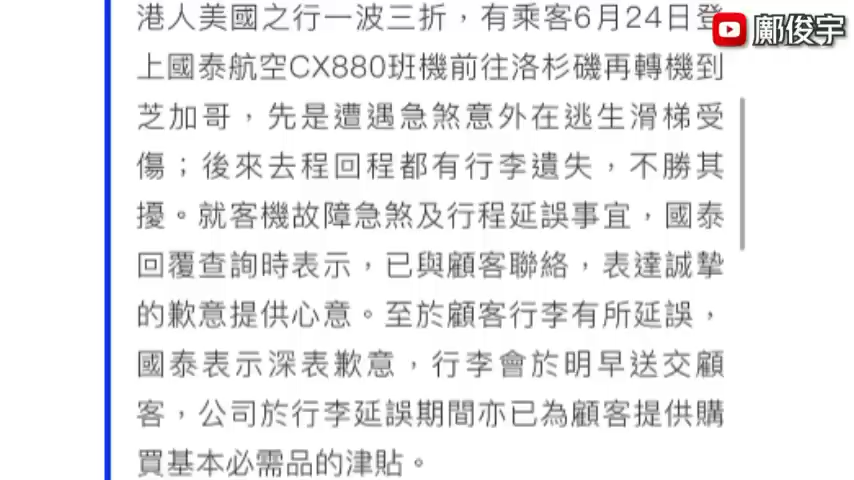 港人美國之行一波三折，有乘客6月24日登
上國泰航空CX880班機前往洛杉磯再轉機到
芝加哥，先是遭遇急煞意外在逃生滑梯受
傷；後來去程回程都有行李遺失，不勝其
擾。就客機故障急煞及行程延誤事宜，國泰
回覆查詢時表示，已與顧客聯絡，表達誠摯
的歉意提供心意。至於顧客行李有所延誤，
國泰表示深表歉意，行李會於明早送交顧
客，公司於行李延誤期間亦已為顧客提供購
買基本必需品的津貼。
鄺俊宇